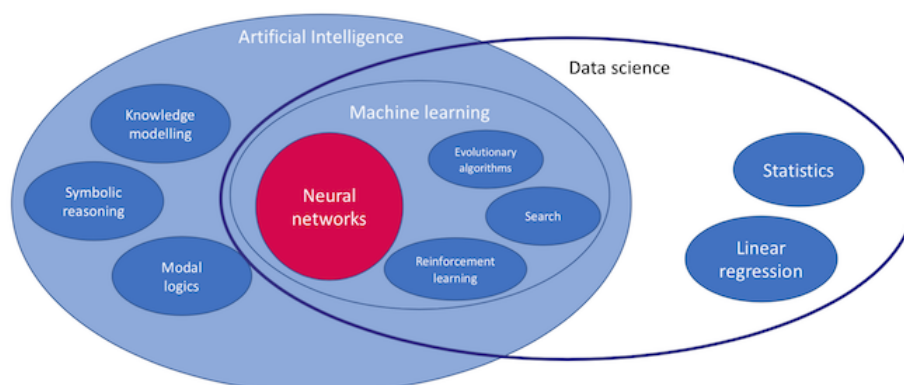 Artificial Intelligence
Data science
Machine learning
Knowledge
modelling
Symbolic
reasoning
Modal
logics
Neural
networks
Evolutionary
algorithms
Search
Reinforcement
learning
Statistics
Linear
regression